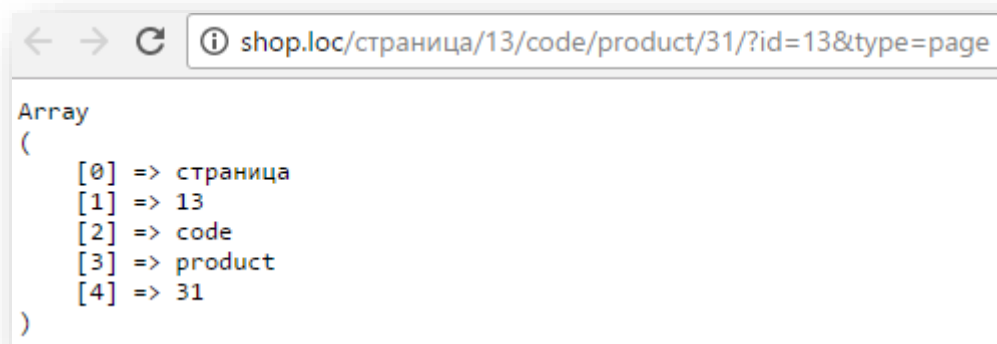 shop.loc/страница/13/code/product/31/?id=13&type=page
Array
(
    [0] => страница
    [1] => 13
    [2] => code
    [3] => product
    [4] => 31
)